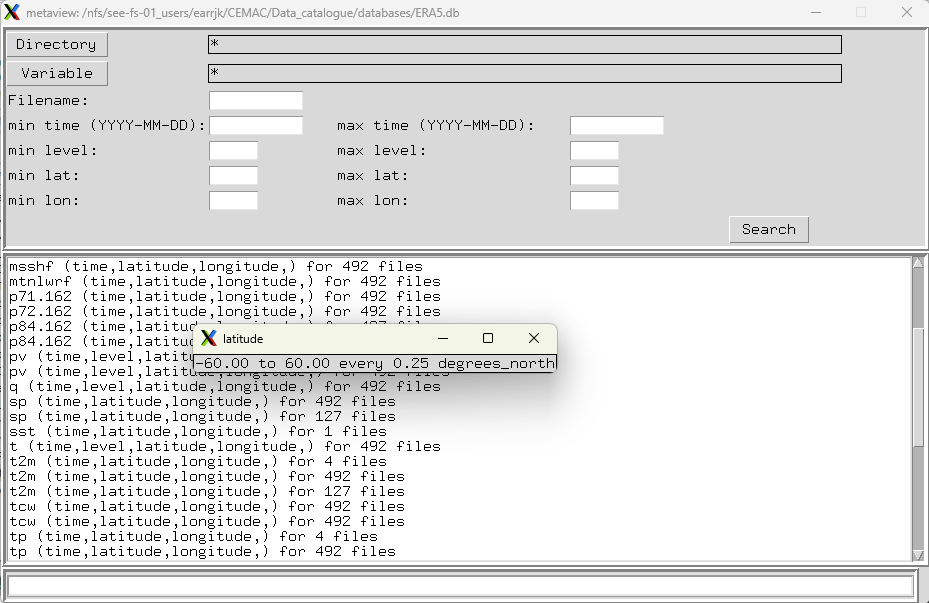 metaview: /nfs/see-fs-01_users/earrjk/CEMAC/Data_catalogue/databases/ERA5.db
Directory *
Variable *
Filename:
min time (YYYY-MM-DD): max time (YYYY-MM-DD):
min level: max level:
min lat: max lat:
min lon: max lon:
Search
msshf (time,latitude,longitude,) for 492 files
mtnlwrf (time,latitude,longitude,) for 492 files
p71.162 (time,latitude,longitude,) for 492 files
p72.162 (time,latitude,longitude,) for 492 files
p84.162 (time,latitude,longitude,)
p84.162
latitude
pv (time,level,latitu
-60.00 to 60.00 every 0.25 degrees_north
pv (time,level,latitude,longitude,) for 492 files
q (time,level,latitude,longitude,) for 492 files
sp (time,latitude,longitude,) for 492 files
sp (time,latitude,longitude,) for 127 files
sst (time,latitude,longitude,) for 1 files
t (time,level,latitude,longitude,) for 492 files
t2m (time,latitude,longitude,) for 4 files
t2m (time,latitude,longitude,) for 492 files
t2m (time,latitude,longitude,) for 127 files
tcw (time,latitude,longitude,) for 492 files
tcw (time,latitude,longitude,) for 492 files
tp (time,latitude,longitude,) for 4 files
tp (time,latitude,longitude,) for 492 files